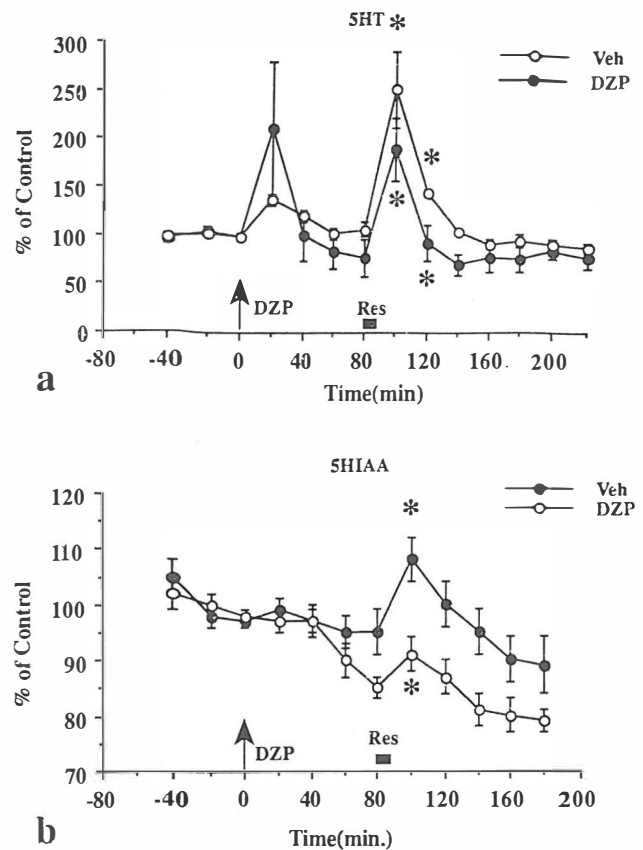 5HT
*
300
250
200
150
100
50
0
% of Control
Veh
DZP
*
*
*
DZP
Res
-80 -40 0 40 80 120 160 200
Time(min)
a
5HIAA
120
110
100
90
80
70
% of Control
Veh
DZP
*
*
DZP
Res
-80 -40 0 40 80 120 160 200
Time(min.)
b